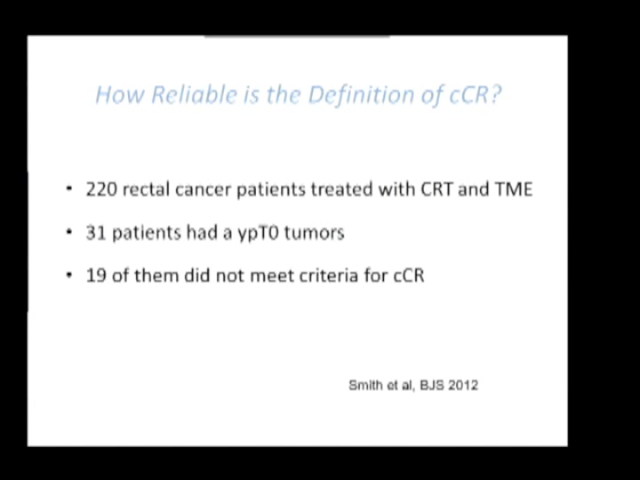 How Reliable is the Definition of cCR?
• 220 rectal cancer patients treated with CRT and TME
• 31 patients had a ypT0 tumors
• 19 of them did not meet criteria for cCR
Smith et al, BJS 2012